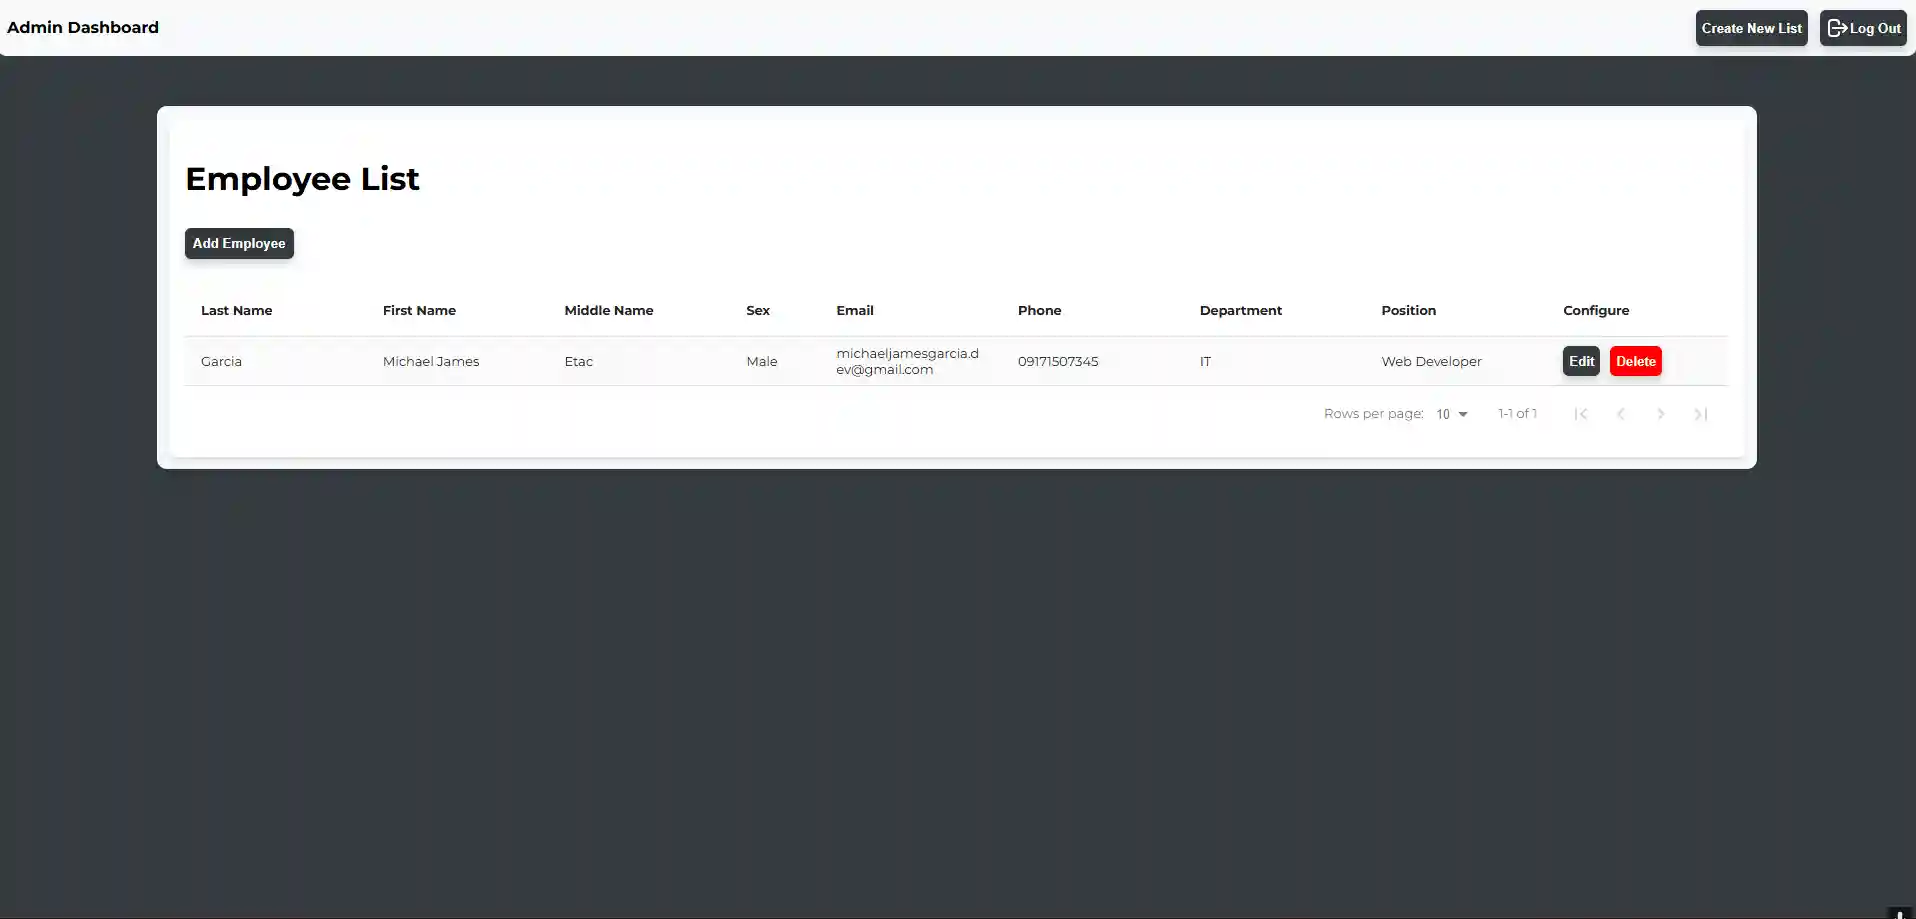 Admin Dashboard
Create New List
Log Out
Employee List
Add Employee
Last Name First Name Middle Name Sex Email Phone Department Position Configure
Garcia Michael James Etac Male michaeljamesgarcia.d 09171507345 IT Web Developer Edit Delete
ev@gmail.com
Rows per page: 10 1-1 of 1